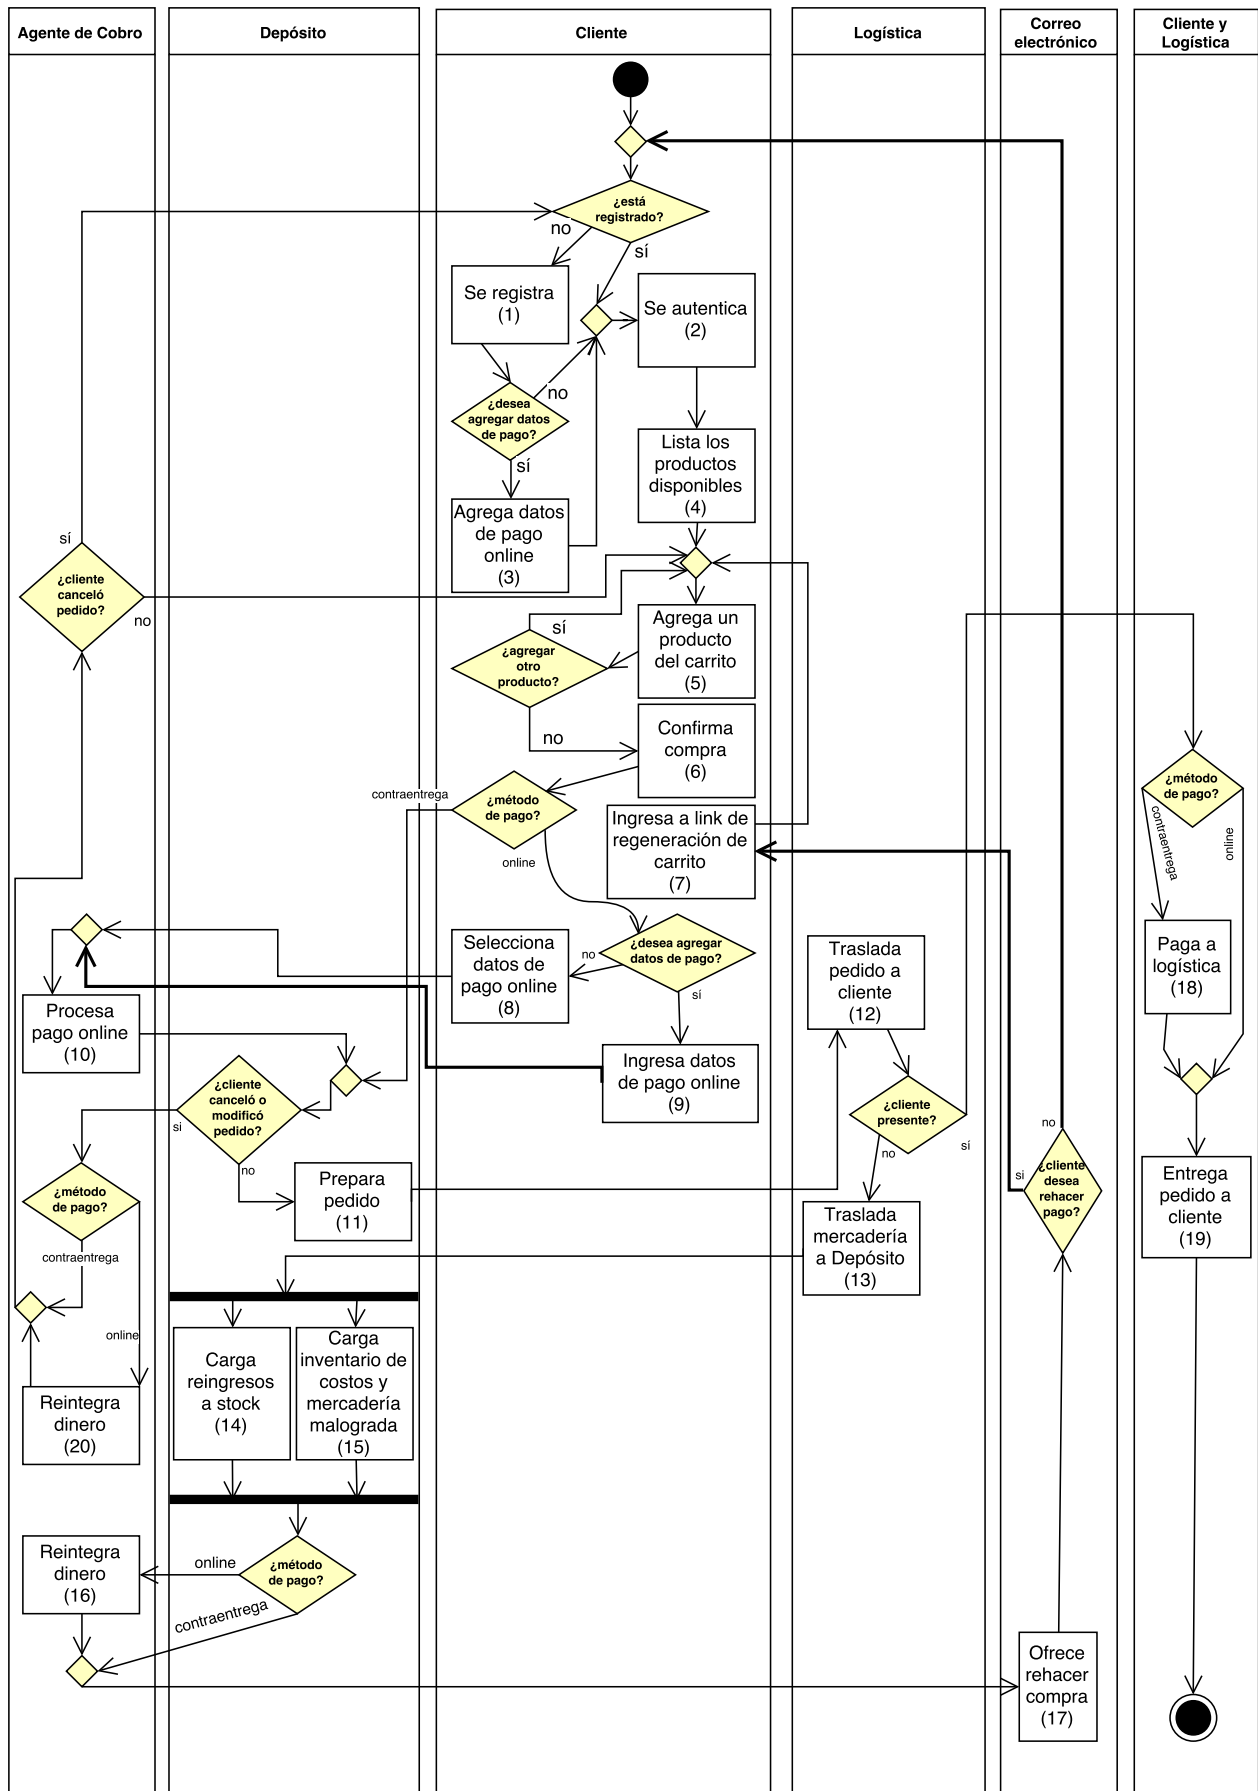 Agente de Cobro
Depósito
Cliente
Logística
Correo
electrónico
Cliente y
Logística
¿está
registrado?
no
sí
Se registra
(1)
Se autentica
(2)
¿desea
agregar datos
de pago?
no
sí
Lista los
productos
disponibles
(4)
Agrega datos
de pago
online
(3)
sí
¿cliente
canceló
pedido?
no
Agrega un
producto
del carrito
(5)
sí
¿agregar
otro
producto?
no
Confirma
compra
(6)
contraentrega
¿método
de pago?
online
Ingresa a link de
regeneración de
carrito
(7)
¿método
de pago?
contraentrega
online
Selecciona
datos de
pago online
(8)
no
¿desea agregar
datos de pago?
sí
Traslada
pedido a
cliente
(12)
Paga a
logística
(18)
Procesa
pago online
(10)
Ingresa datos
de pago online
(9)
¿cliente
canceló o
modificó
pedido?
si
no
¿cliente
presente?
no
sí
no
¿cliente
desea
rehacer
pago?
sí
Entrega
pedido a
cliente
(19)
¿método
de pago?
contraentrega
online
Prepara
pedido
(11)
Traslada
mercadería
a Depósito
(13)
Carga
reingresos
a stock
(14)
Carga
inventario de
costos y
mercadería
malograda
(15)
Reintegra
dinero
(20)
Reintegra
dinero
(16)
online
¿método
de pago?
contraentrega
Ofrece
rehacer
compra
(17)